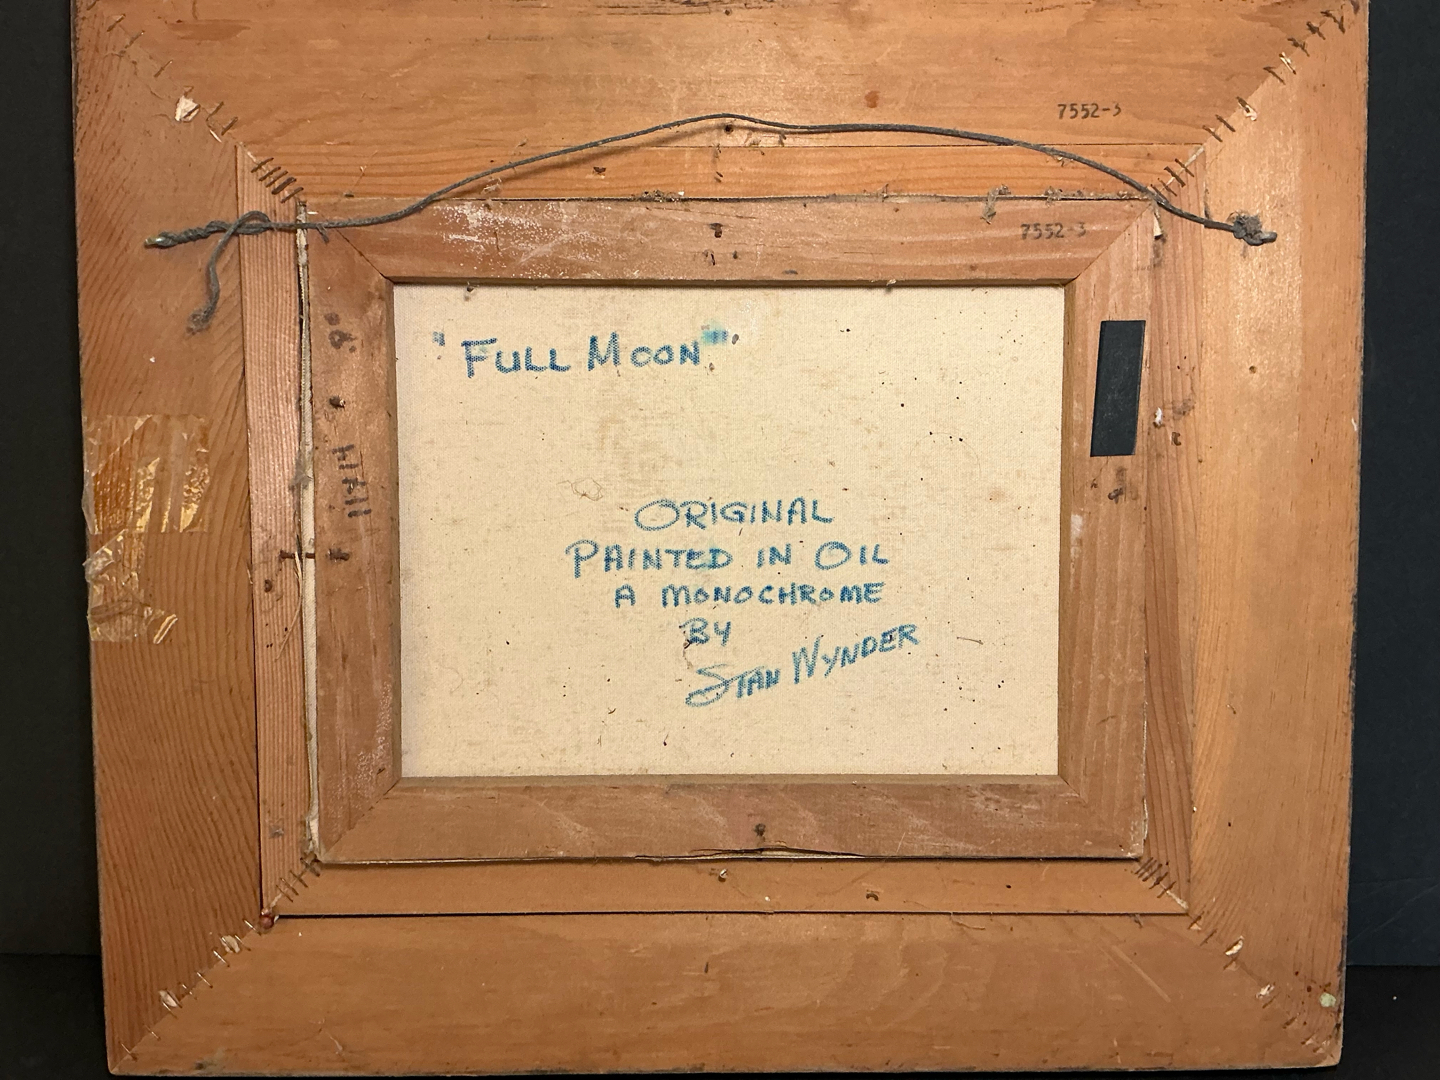 7552-3
7552-3
"FULL MOON"
ORIGINAL
PAINTED IN OIL
A MONOCHROME
BY
STAN WYNDER